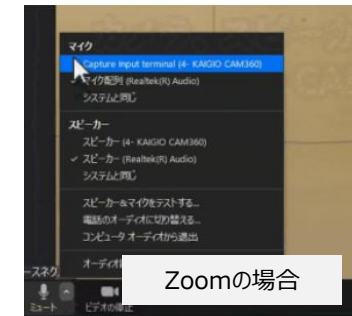 マイク
Capture input terminal (4- KAIGIO CAM360)
マイク配列 (Realtek(R) Audio)
システムと同じ
スピーカー
スピーカー (4- KAIGIO CAM360)
✓ スピーカー (Realtek(R) Audio)
システムと同じ
スピーカー&マイクをテストする...
電話のオーディオに切り替える...
コンピュータ オーディオから退出
オーディオ
Zoomの場合
ミュート
ビデオの停止